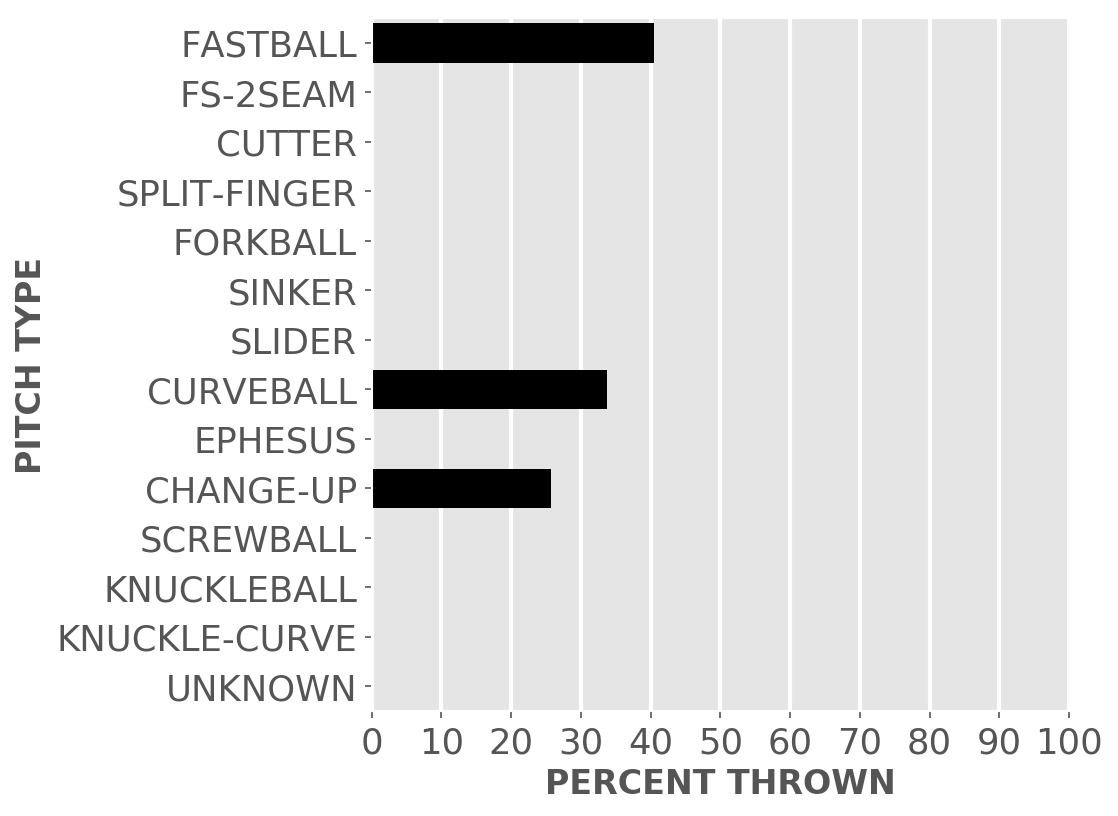 FASTBALL
FS-2SEAM
CUTTER
SPLIT-FINGER
FORKBALL
SINKER
SLIDER
CURVEBALL
EPHESUS
CHANGE-UP
SCREWBALL
KNUCKLEBALL
KNUCKLE-CURVE
UNKNOWN
PITCH TYPE
0 10 20 30 40 50 60 70 80 90 100
PERCENT THROWN